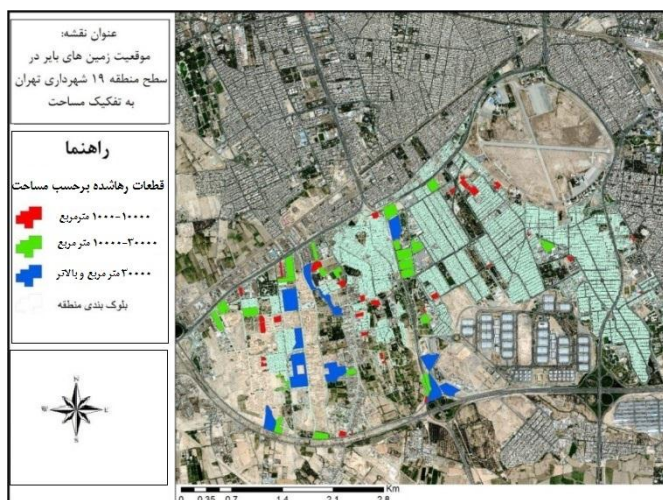 عنوان نقشه:
موقعیت زمین های بایر در
سطح منطقه ۱۹ شهرداری تهران
به تفکیک مساحت
راهنما
قطعات رهاشده برحسب مساحت
۱۰۰۰-۱۰۰۰۰ مترمربع
۱۰۰۰۰-۳۰۰۰۰ مترمربع
۳۰۰۰۰ متر مربع و بالاتر
بلوک بندی منطقه
N
W E
S
Km
0 0.35 0.7 1.4 2.1 2.8